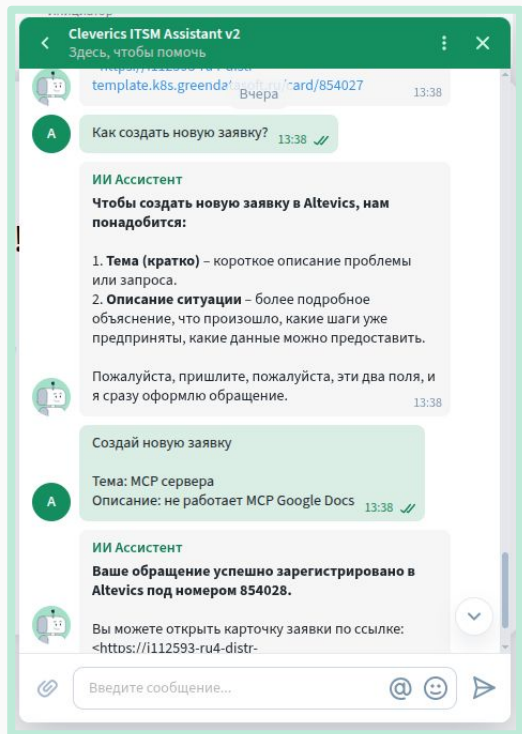 Cleverics ITSM Assistant v2
Здесь, чтобы помочь
template.k8s.greendatasoft.ru/card/854027
Вчера
13:38
А
Как создать новую заявку?
13:38
ИИ Ассистент
Чтобы создать новую заявку в Altevics, нам
понадобится:
1. Тема (кратко) – короткое описание проблемы
или запроса.
2. Описание ситуации – более подробное
объяснение, что произошло, какие шаги уже
предприняты, какие данные можно предоставить.
Пожалуйста, пришлите, пожалуйста, эти два поля, и
я сразу оформлю обращение.
13:38
Создай новую заявку
Тема: MCP сервера
Описание: не работает MCP Google Docs
13:38
А
ИИ Ассистент
Ваше обращение успешно зарегистрировано в
Altevics под номером 854028.
Вы можете открыть карточку заявки по ссылке:
<https://i112593-ru4-distr-
Введите сообщение...